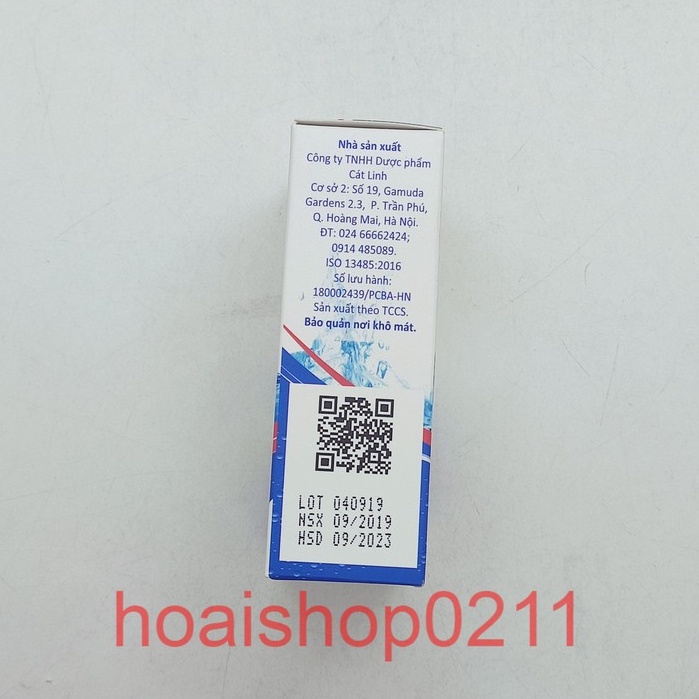 Nhà sản xuất
Công ty TNHH Dược phẩm
Cát Linh
Cơ sở 2: Số 19, Gamuda
Gardens 2.3, P. Trần Phú,
Q. Hoàng Mai, Hà Nội.
ĐT: 024 66662424;
0914 485089.
ISO 13485:2016
Số lưu hành:
180002439/PCBA-HN
Sản xuất theo TCCS.
Bảo quản nơi khô mát.
LOT 040919
NSX 09/2019
HSD 09/2023
hoaishop0211